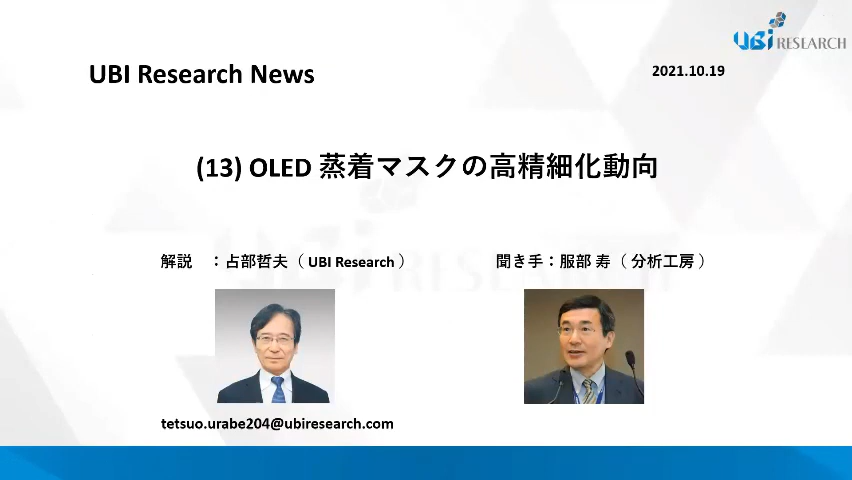 UBI RESEARCH
UBI Research News
2021.10.19
(13) OLED 蒸着マスクの高精細化動向
解説 ：占部哲夫（ UBI Research ）
聞き手：服部 寿（ 分析工房 ）
UBI RESEARCH
tetsuo.urabe204@ubiresearch.com